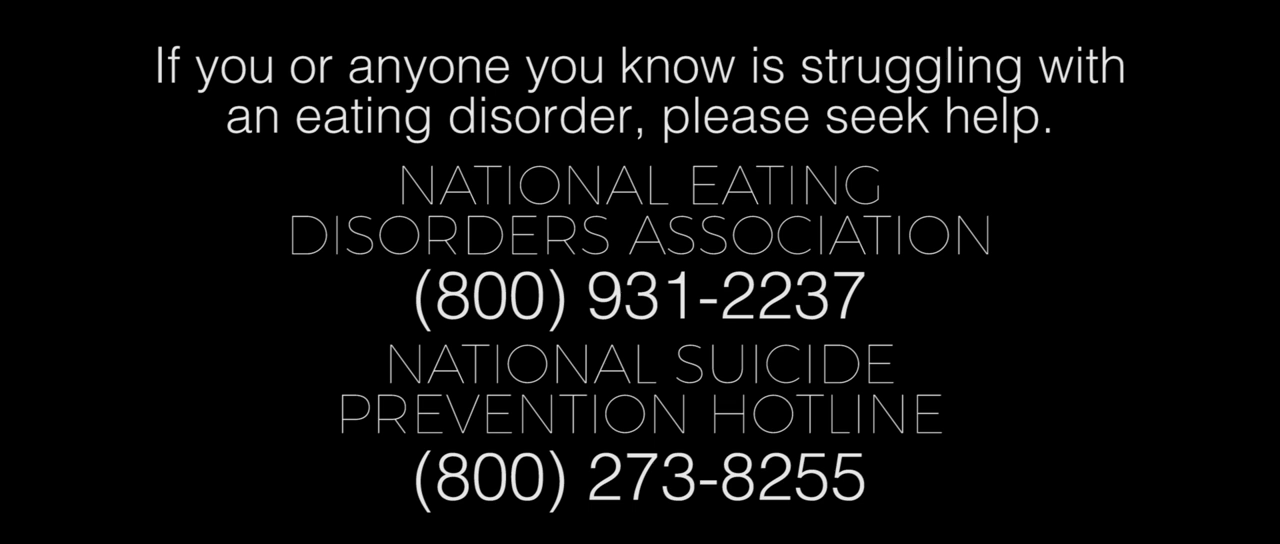 If you or anyone you know is struggling with
an eating disorder, please seek help.
NATIONAL EATING
DISORDERS ASSOCIATION
(800) 931-2237
NATIONAL SUICIDE
PREVENTION HOTLINE
(800) 273-8255